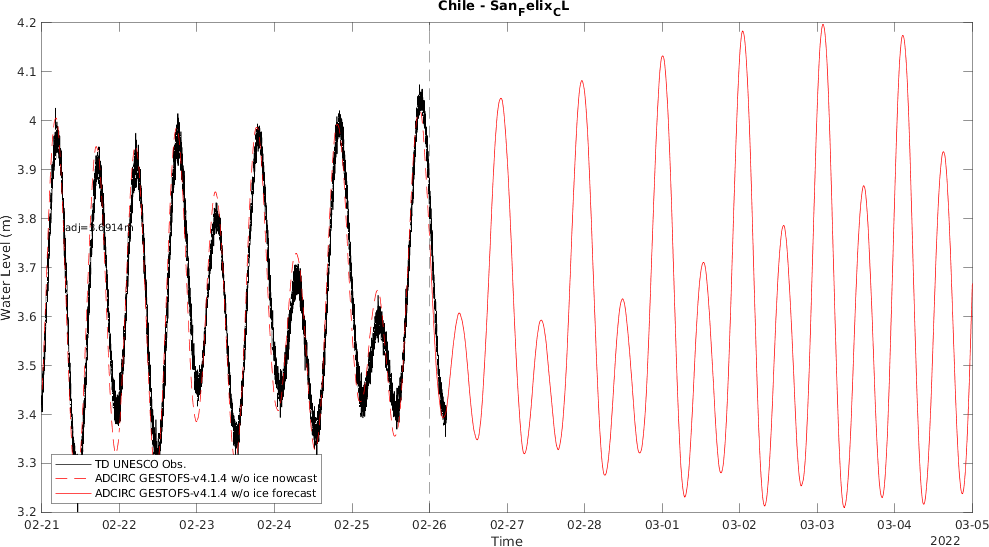 Chile - San_Felix_CL
4.2
4.1
4
3.9
3.8
3.7
3.6
3.5
3.4
3.3
3.2
Water Level (m)
adj=3.6914m
TD UNESCO Obs.
ADCIRC GESTOFS-v4.1.4 w/o ice nowcast
ADCIRC GESTOFS-v4.1.4 w/o ice forecast
02-21 02-22 02-23 02-24 02-25 02-26 02-27 02-28 03-01 03-02 03-03 03-04 03-05
Time
2022